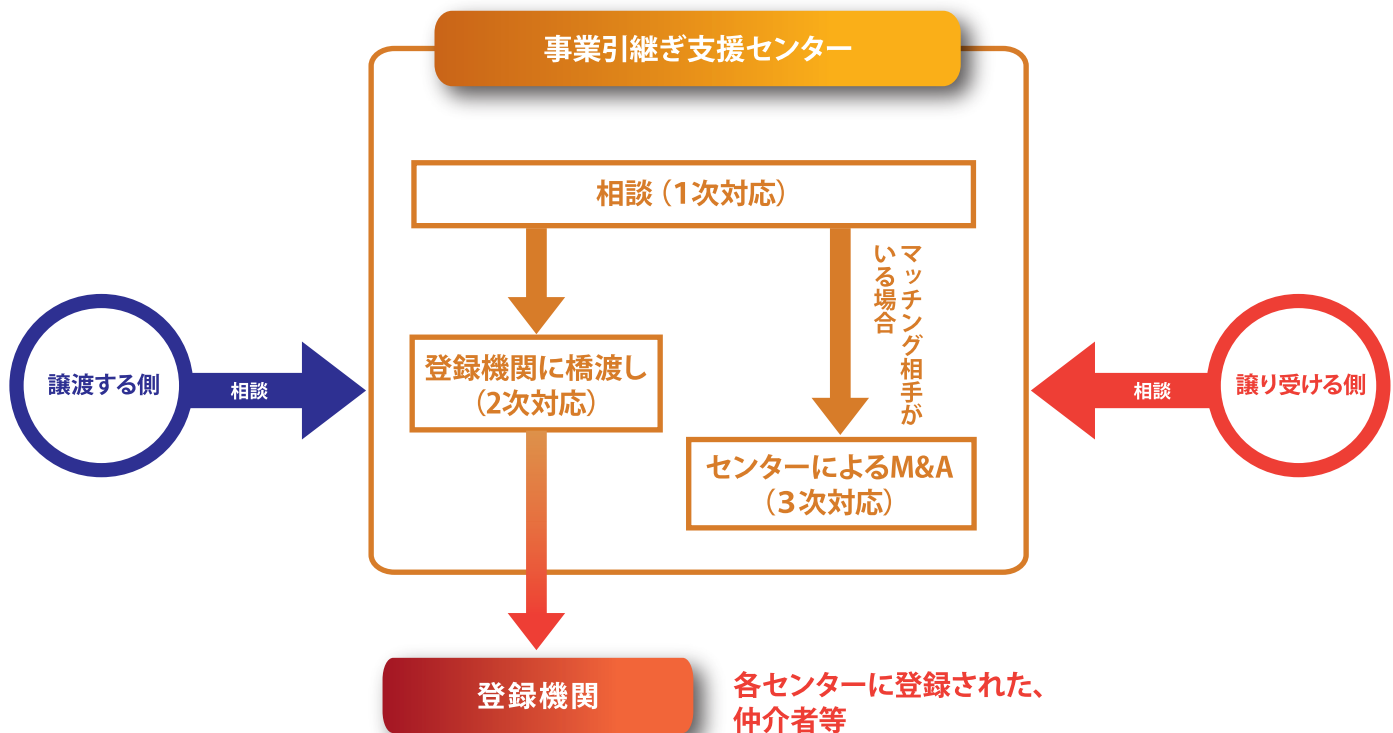 事業引継ぎ支援センター
相談（1次対応）
マッチング相手が
いる場合
登録機関に橋渡し
（2次対応）
センターによるM&A
（３次対応）
譲渡する側
相談
相談
譲り受ける側
登録機関
各センターに登録された、
仲介者等